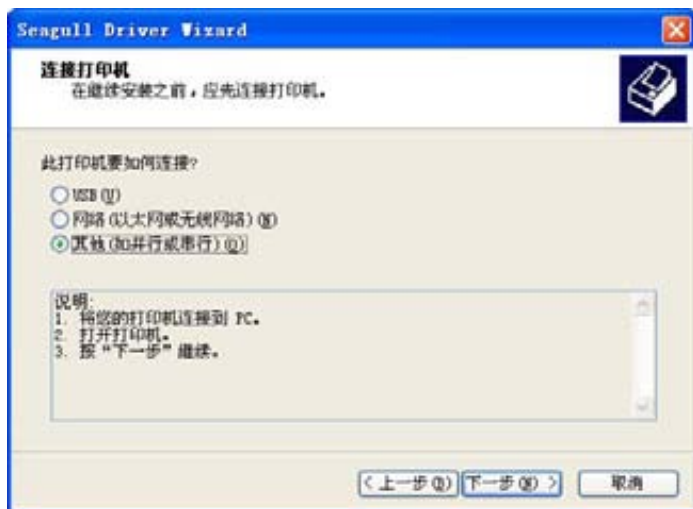 Seagull Driver Wizard
连接打印机
在继续安装之前，应先连接打印机。
此打印机要如何连接?
USB(U)
网络(以太网或无线网络)(N)
其他(如并行或串行)(O)
说明:
1. 将您的打印机连接到 PC。
2. 打开打印机。
3. 按“下一步”继续。
< 上一步(B)
下一步(N) >
取消